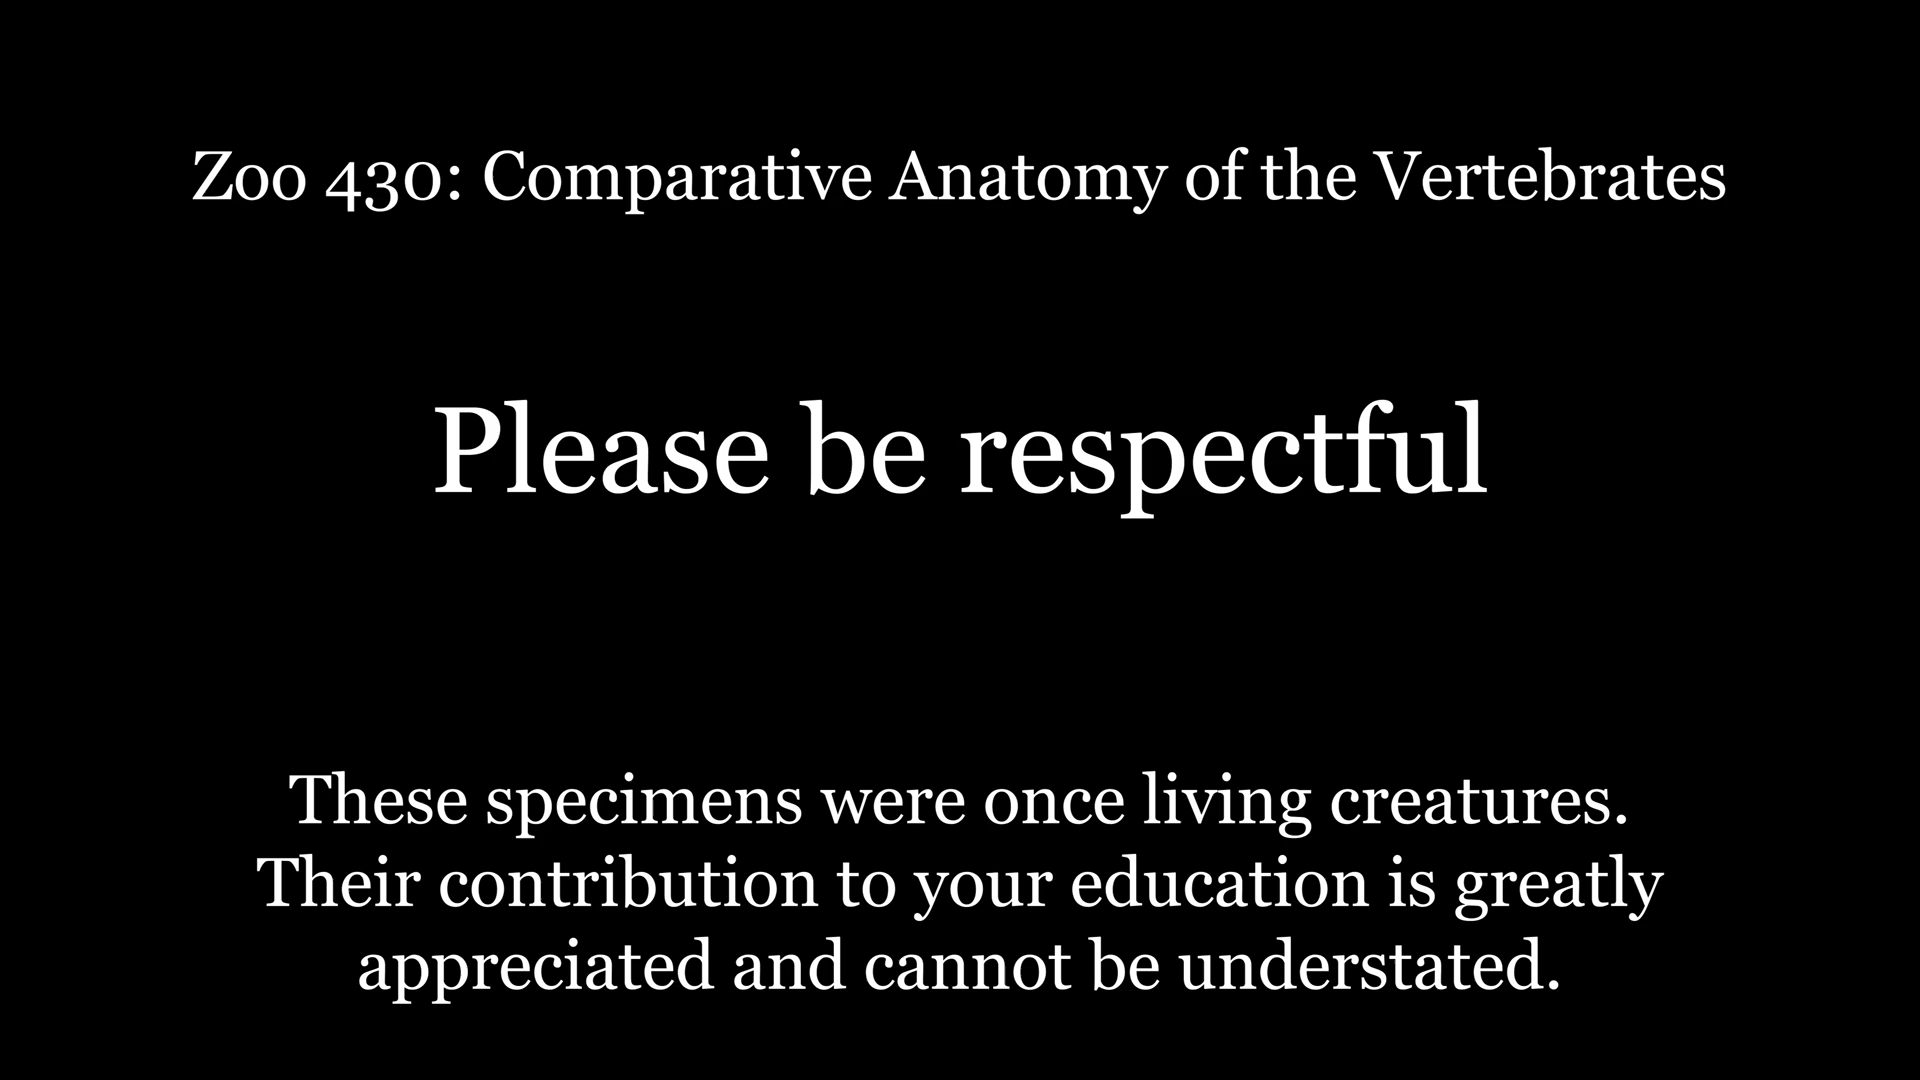 Zoo 430: Comparative Anatomy of the Vertebrates
Please be respectful
These specimens were once living creatures.
Their contribution to your education is greatly
appreciated and cannot be understated.